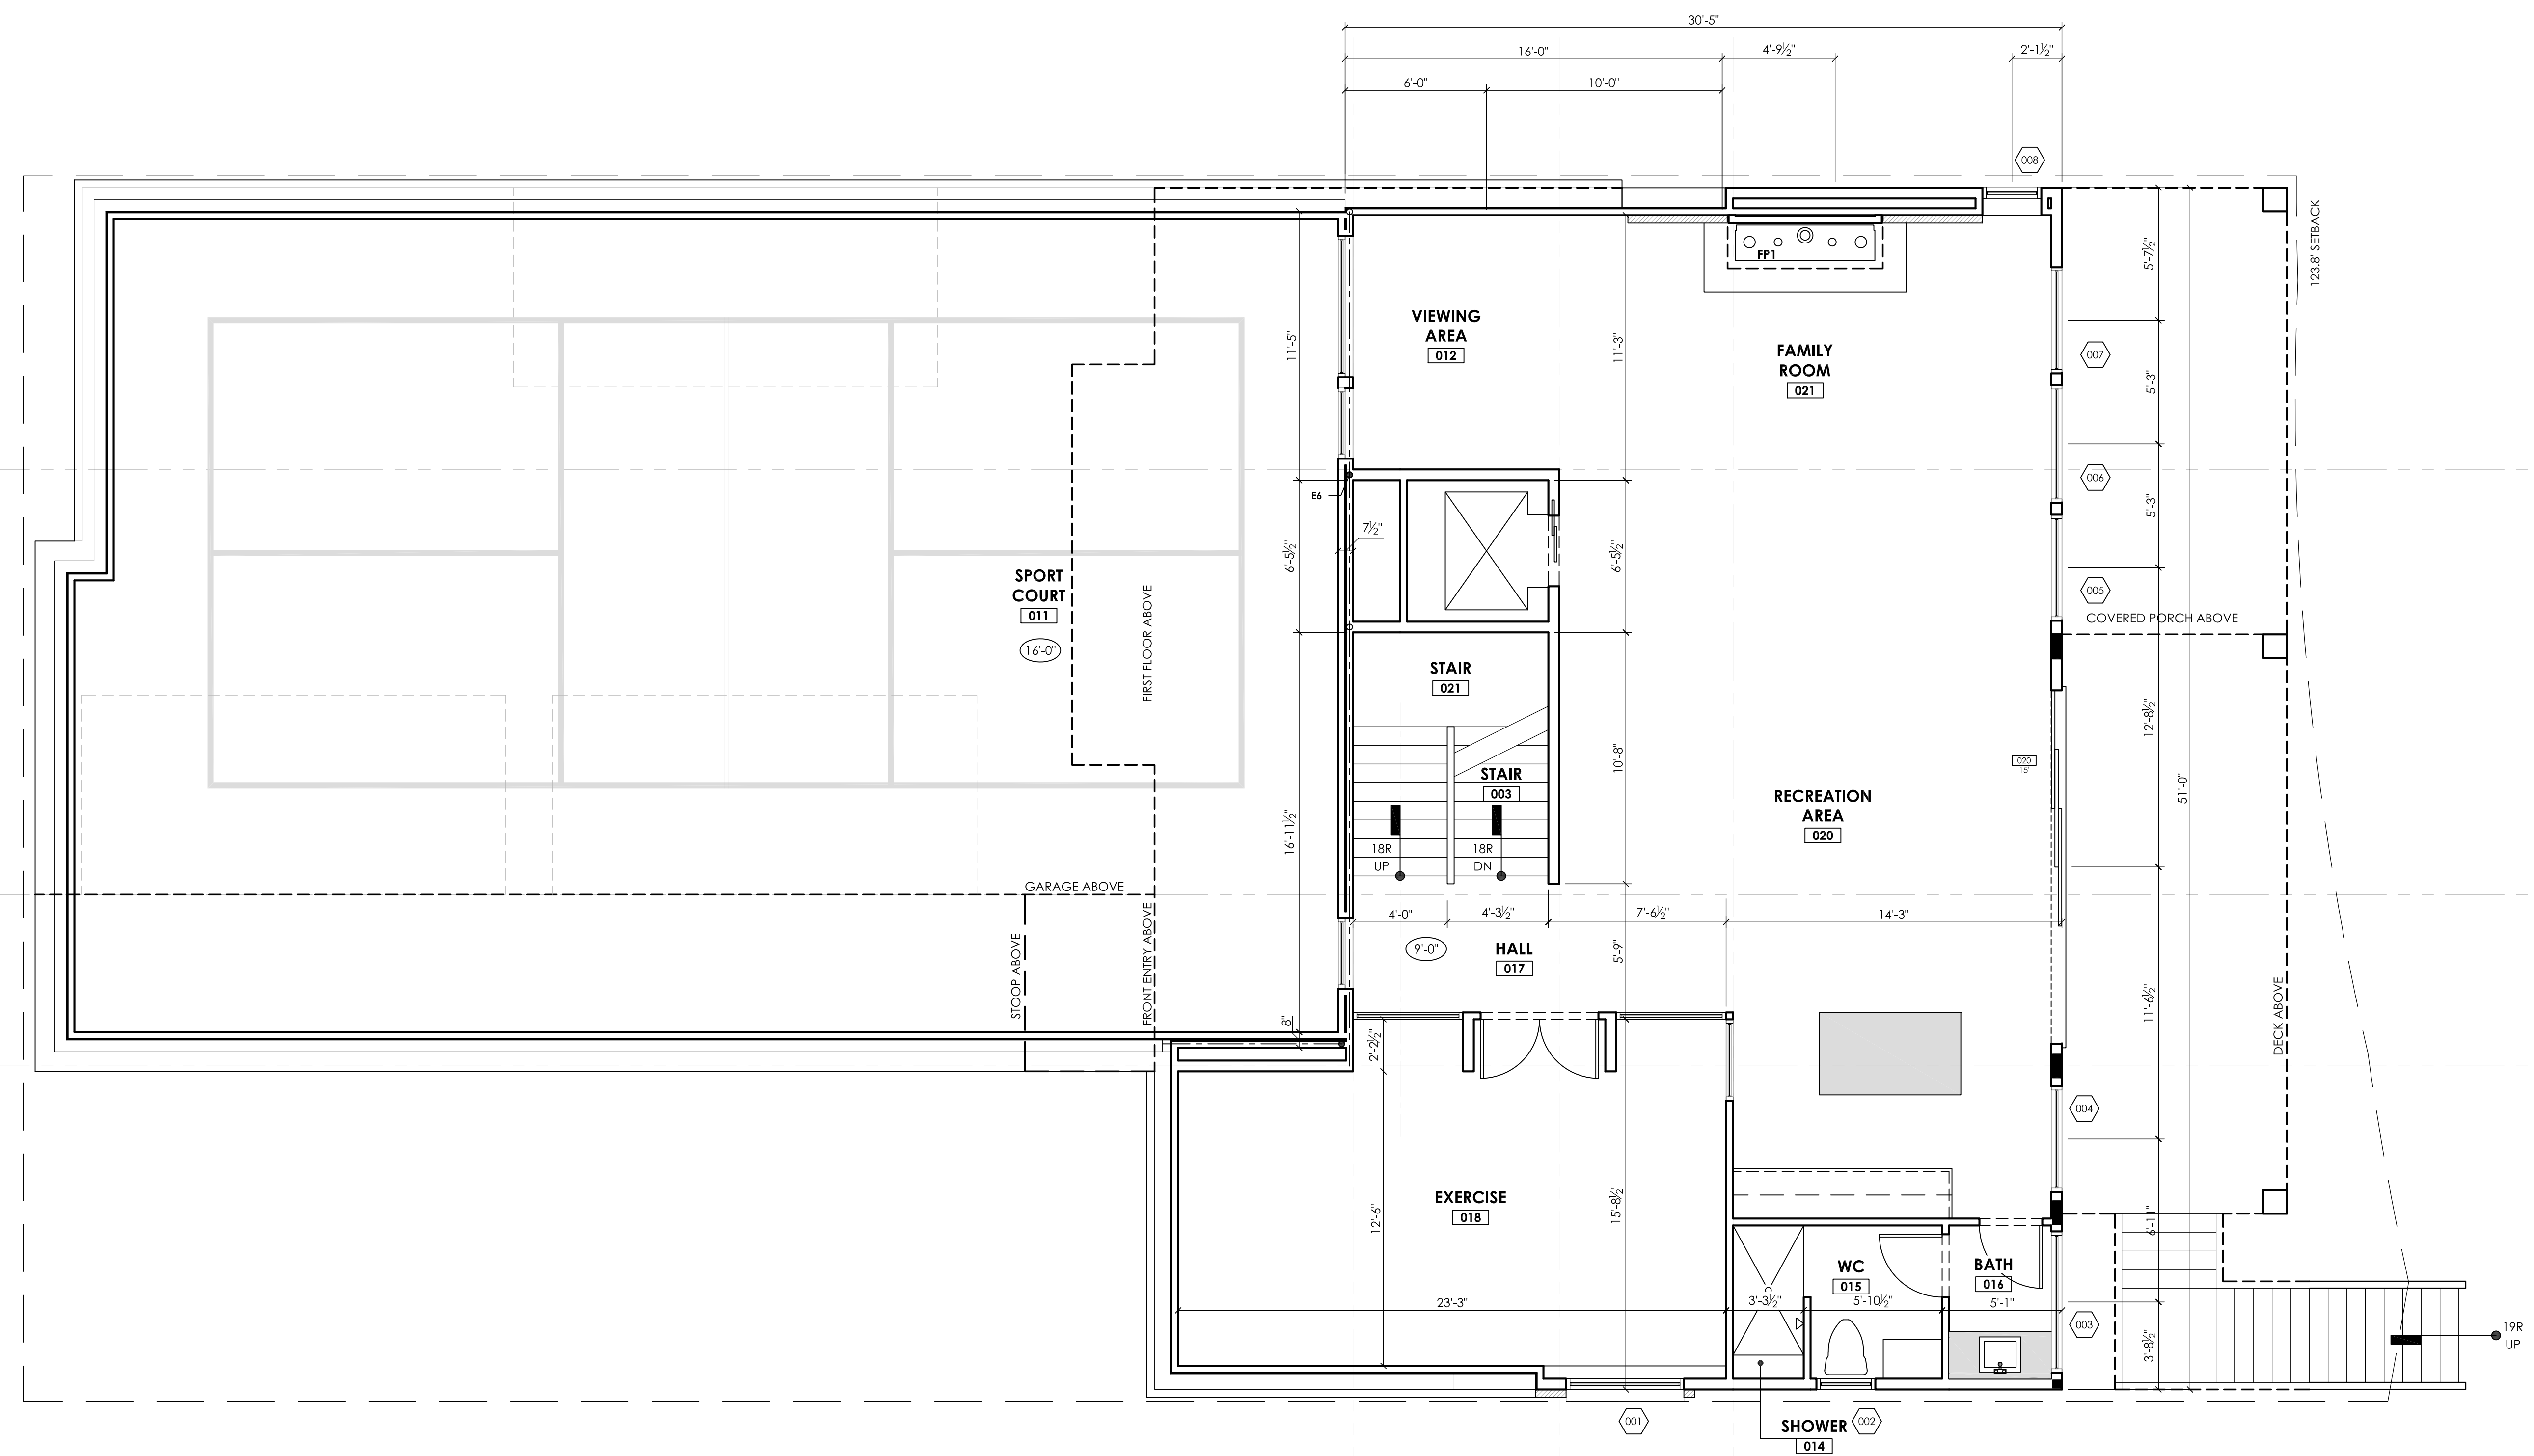 30'-5"
16'-0"
4'-9½"
2'-1½"
6'-0"
10'-0"
008
123.8' SETBACK
FP1
5'-7½"
VIEWING
AREA
012
11'-5"
11'-3"
FAMILY
ROOM
021
007
5'-3"
006
E6
7½"
5'-3"
6'-5½"
6'-5½"
SPORT
COURT
011
16'-0"
FIRST FLOOR ABOVE
005
COVERED PORCH ABOVE
STAIR
021
12'-8½"
10'-8"
020
15'
STAIR
003
51'-0"
RECREATION
AREA
020
16'-11½"
18R
UP
18R
DN
GARAGE ABOVE
4'-0"
4'-3½"
7'-6½"
14'-3"
STOOP ABOVE
FRONT ENTRY ABOVE
9'-0"
HALL
017
5'-9"
11'-6½"
DECK ABOVE
8"
2'-2½"
004
EXERCISE
018
12'-6"
15'-8½"
6'-11"
WC
015
BATH
016
23'-3"
3'-3½"
5'-10½"
5'-1"
003
3'-8½"
19R
UP
001
SHOWER
014
002